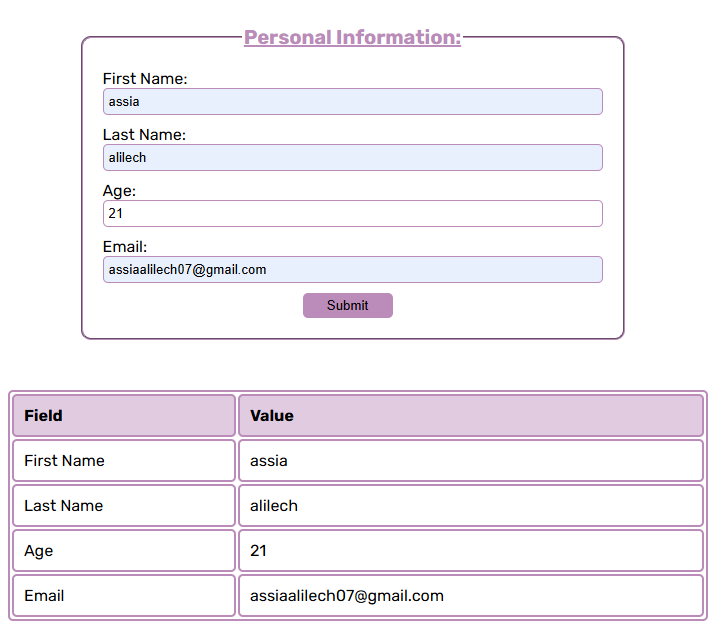 Personal Information:
First Name:
assia
Last Name:
alilech
Age:
21
Email:
assiaalilech07@gmail.com
Submit
Field Value
First Name assia
Last Name alilech
Age 21
Email assiaalilech07@gmail.com